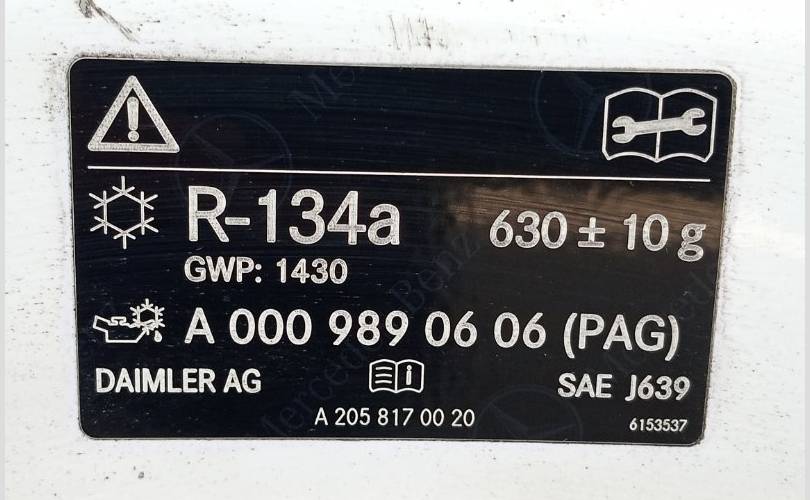 R-134a 630 ± 10 g
GWP: 1430
A 000 989 06 06 (PAG)
DAIMLER AG i SAE J639
A 205 817 00 20 6153537